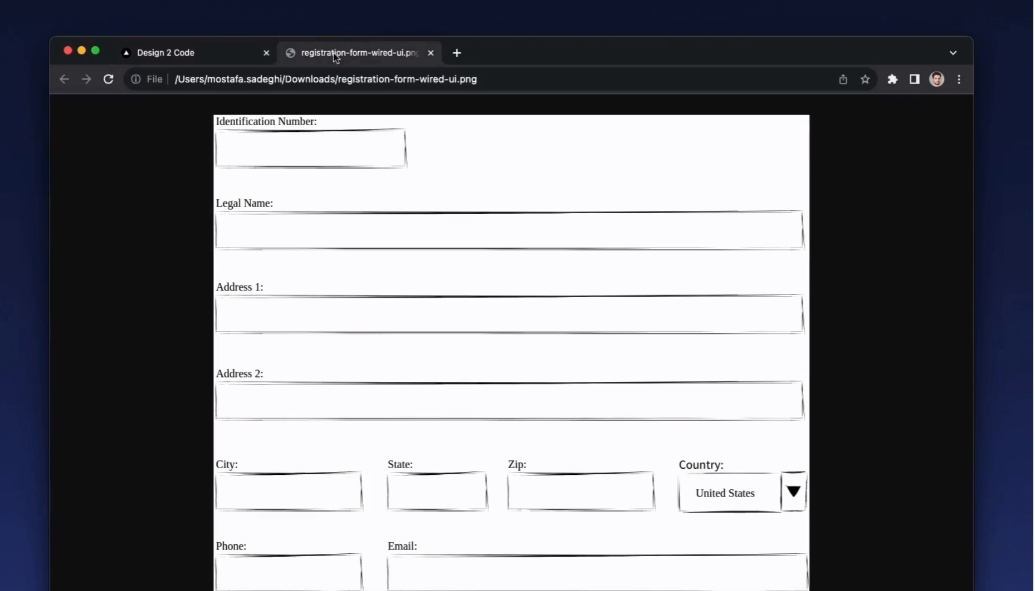 Design 2 Code
registration-form-wired-ui.png
File /Users/mostafa.sadeghi/Downloads/registration-form-wired-ui.png
Identification Number:
Legal Name:
Address 1:
Address 2:
City: State: Zip: Country:
United States
Phone: Email: